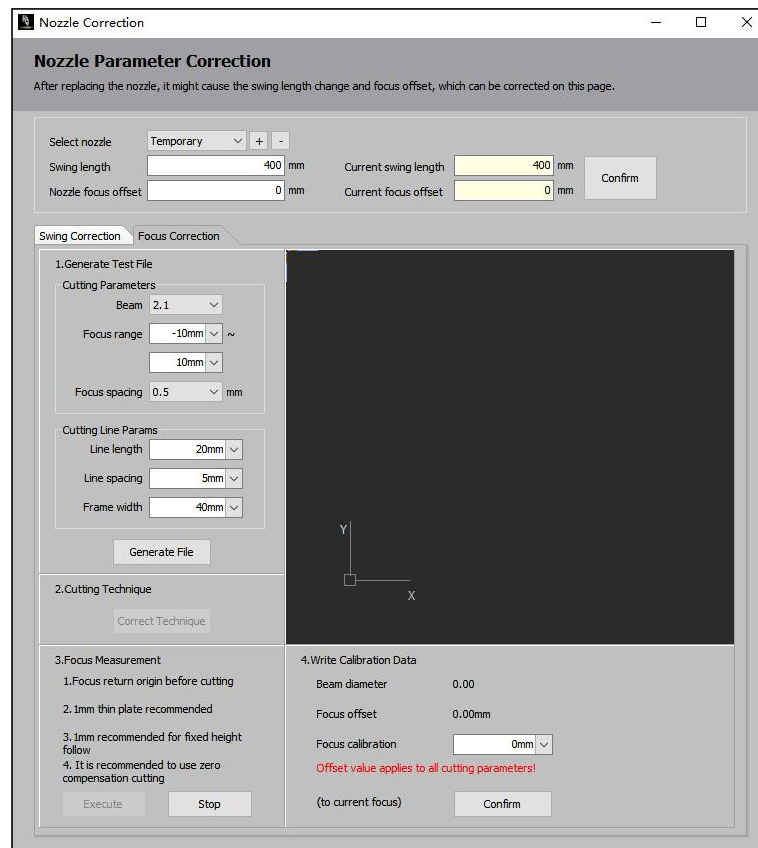 Nozzle Correction
Nozzle Parameter Correction
After replacing the nozzle, it might cause the swing length change and focus offset, which can be corrected on this page.
Select nozzle Temporary + -
Swing length 400 mm Current swing length 400 mm
Confirm
Nozzle focus offset 0 mm Current focus offset 0 mm
Swing Correction Focus Correction
1.Generate Test File
Cutting Parameters
Beam 2.1
Focus range -10mm ~
10mm
Focus spacing 0.5 mm
Cutting Line Params
Line length 20mm
Line spacing 5mm
Frame width 40mm
Generate File
Y
X
2.Cutting Technique
Correct Technique
3.Focus Measurement
1.Focus return origin before cutting
2.1mm thin plate recommended
3.1mm recommended for fixed height
follow
4. It is recommended to use zero
compensation cutting
Execute Stop
4.Write Calibration Data
Beam diameter 0.00
Focus offset 0.00mm
Focus calibration 0mm
Offset value applies to all cutting parameters!
(to current focus) Confirm